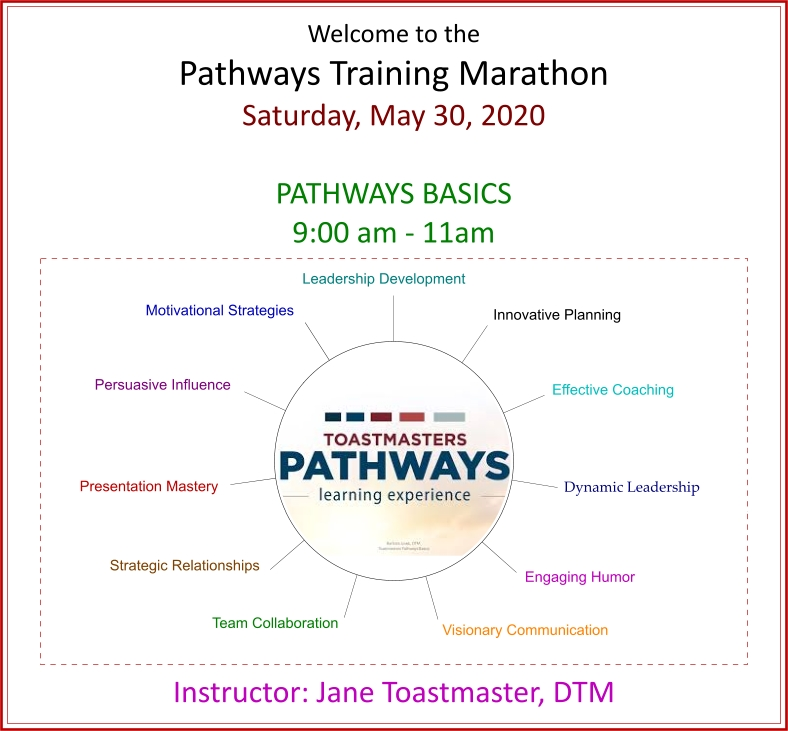 Welcome to the
Pathways Training Marathon
Saturday, May 30, 2020
PATHWAYS BASICS
9:00 am - 11am
Leadership Development
Motivational Strategies
Innovative Planning
Persuasive Influence
Effective Coaching
TOASTMASTERS
PATHWAYS
learning experience
Presentation Mastery
Dynamic Leadership
Strategic Relationships
Engaging Humor
Team Collaboration
Visionary Communication
Instructor: Jane Toastmaster, DTM